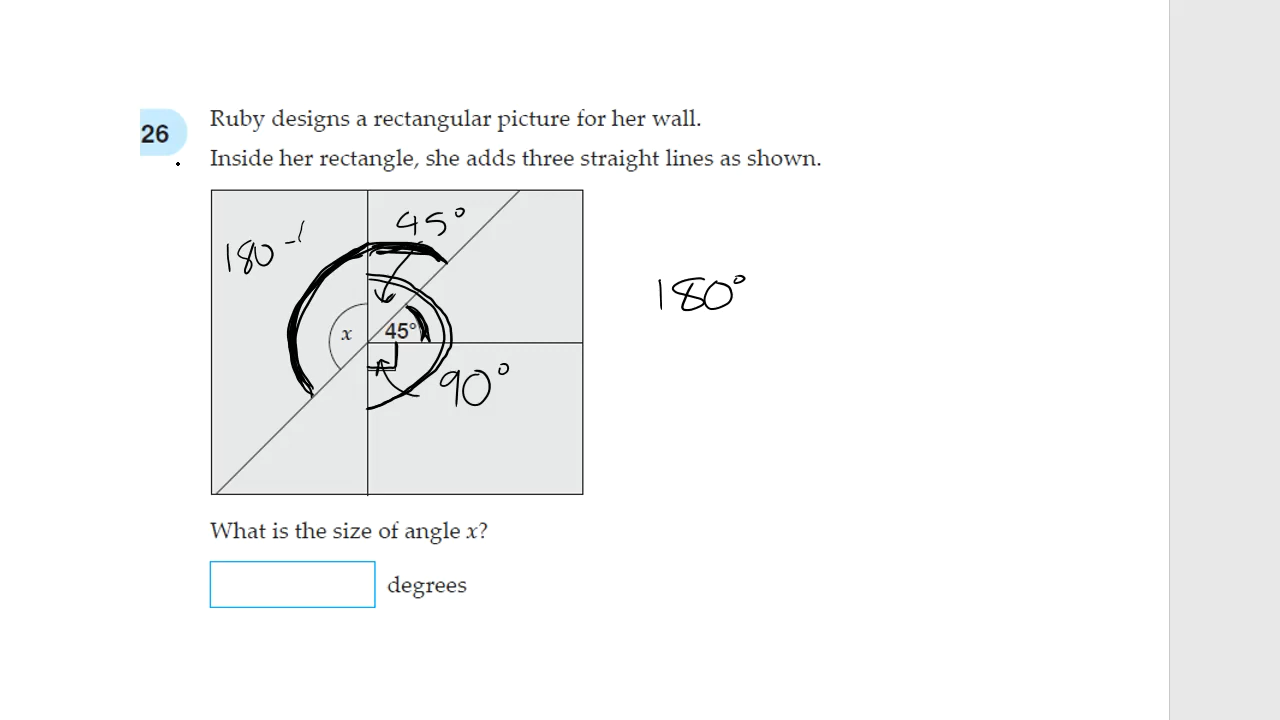 26
Ruby designs a rectangular picture for her wall.
Inside her rectangle, she adds three straight lines as shown.
45°
180 -
180°
x
45°
90°
What is the size of angle x?
degrees